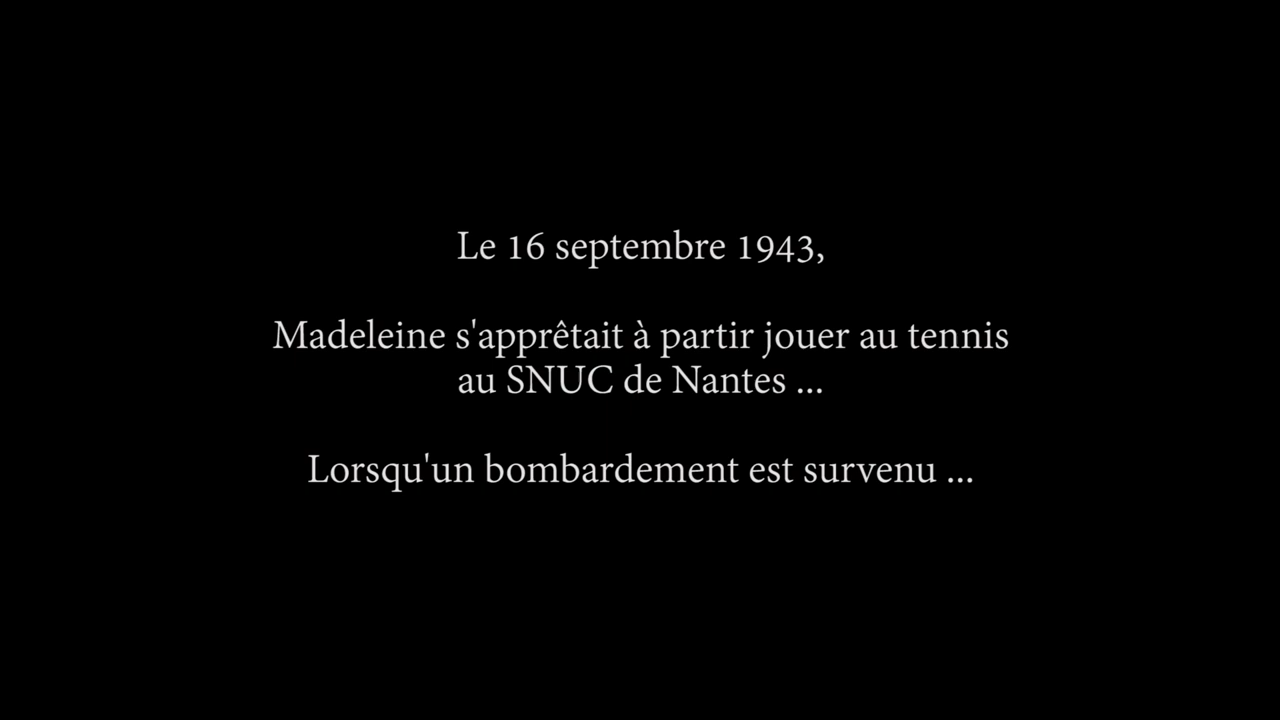 Le 16 septembre 1943,
Madeleine s'apprêtait à partir jouer au tennis
au SNUC de Nantes ...
Lorsqu'un bombardement est survenu ...